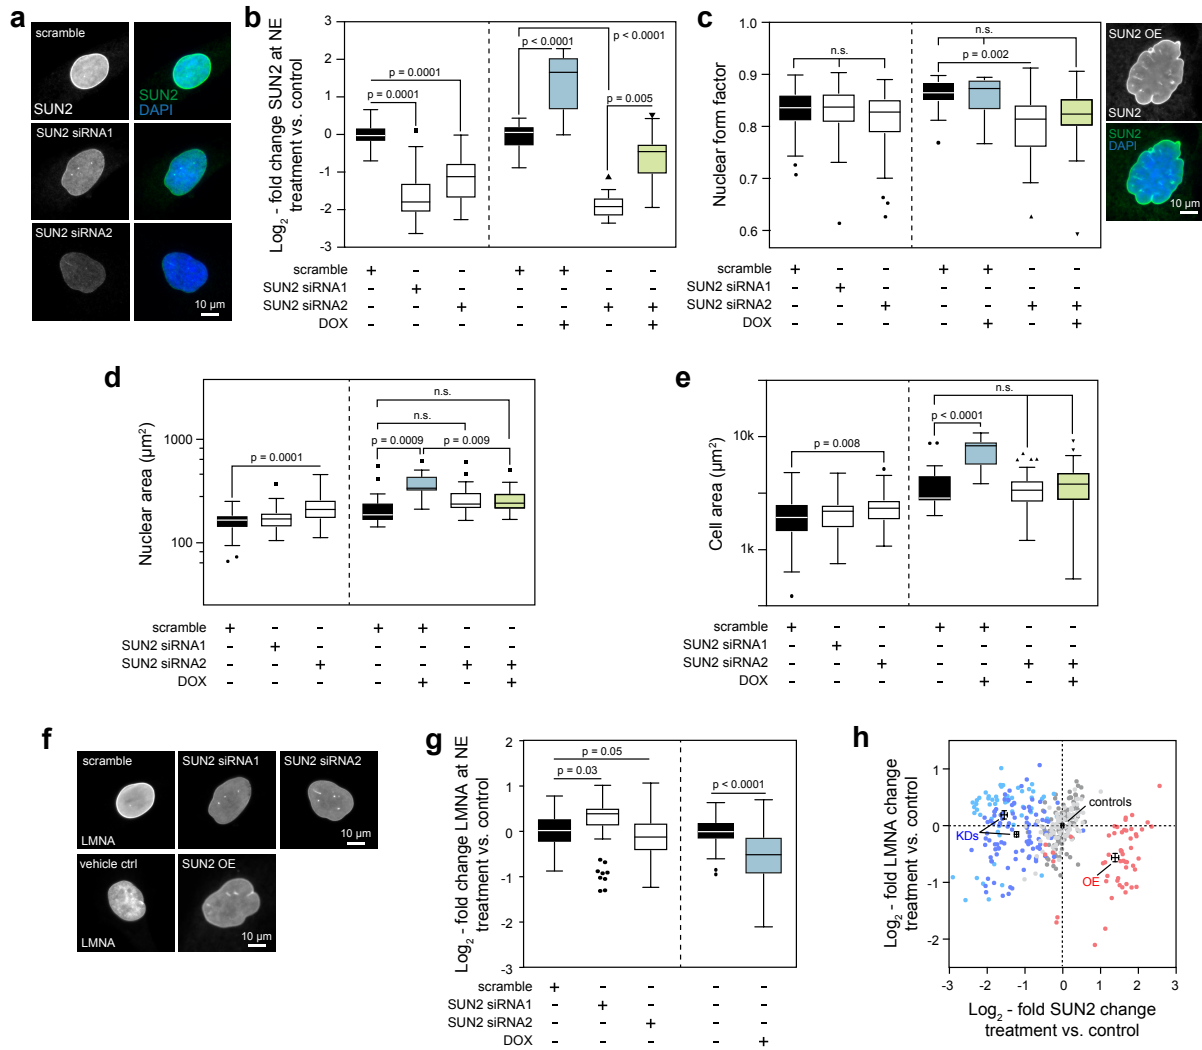 a
scramble
SUN2
SUN2
DAPI
SUN2 siRNA1
SUN2 siRNA2
10 µm
b
Log2 - fold change SUN2 at NE
treatment vs. control
3
2
1
0
-1
-2
-3
p < 0.0001
p < 0.0001
p = 0.0001
p = 0.0001
p = 0.005
scramble + - - + + - -
SUN2 siRNA1 - + - - - - -
SUN2 siRNA2 - - + - - + +
DOX - - - - + - +
c
Nuclear form factor
1.0
0.9
0.8
0.7
0.6
n.s.
n.s.
p = 0.002
scramble + - - + + - -
SUN2 siRNA1 - + - - - - -
SUN2 siRNA2 - - + - - + +
DOX - - - - + - +
SUN2 OE
SUN2
SUN2
DAPI
10 µm
d
Nuclear area (µm²)
1000
100
n.s.
n.s.
p = 0.0009
p = 0.009
p = 0.0001
scramble + - - + + - -
SUN2 siRNA1 - + - - - - -
SUN2 siRNA2 - - + - - + +
DOX - - - - + - +
e
Cell area (µm²)
10k
1k
n.s.
p < 0.0001
p = 0.008
scramble + - - + + - -
SUN2 siRNA1 - + - - - - -
SUN2 siRNA2 - - + - - + +
DOX - - - - + - +
f
scramble
SUN2 siRNA1
SUN2 siRNA2
LMNA
10 µm
vehicle ctrl
SUN2 OE
LMNA
10 µm
g
Log2 - fold change LMNA at NE
treatment vs. control
2
1
0
-1
-2
-3
p = 0.05
p = 0.03
p < 0.0001
scramble + - - - -
SUN2 siRNA1 - + - - -
SUN2 siRNA2 - - + - -
DOX - - - - +
h
Log2 - fold LMNA change
treatment vs. control
1
0
-1
-2
controls
KDs
OE
-3 -2 -1 0 1 2 3
Log2 - fold SUN2 change
treatment vs. control